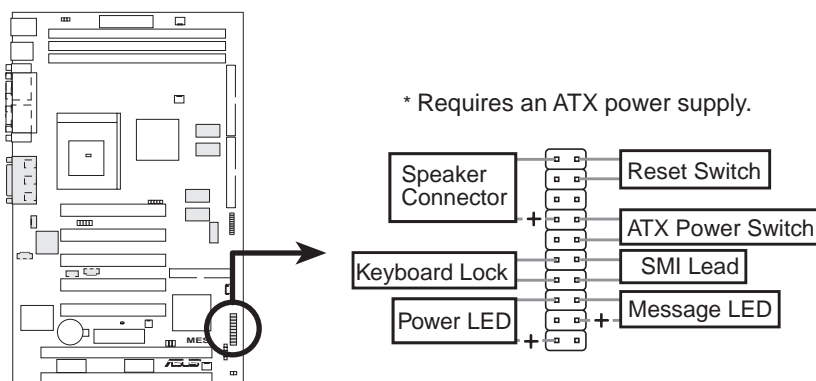 * Requires an ATX power supply.
Speaker
Connector
+
Reset Switch
ATX Power Switch
Keyboard Lock
SMI Lead
Power LED
+
Message LED
+
MES
ASUS